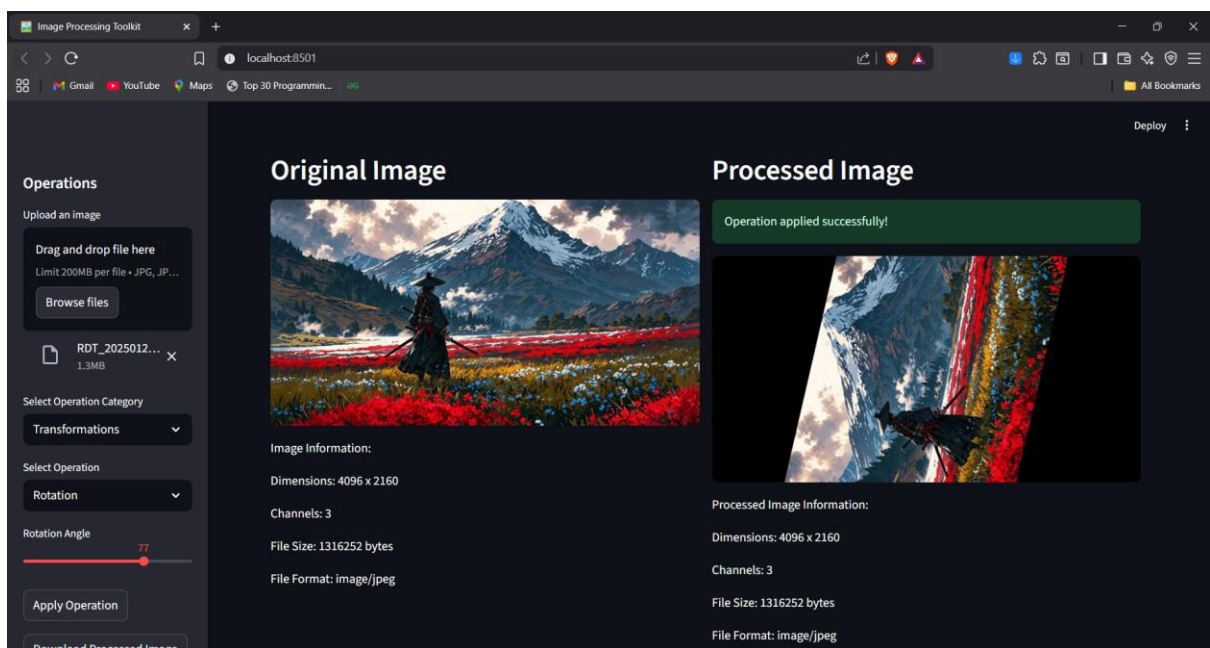 Image Processing Toolkit
localhost:8501
Gmail
YouTube
Maps
Top 30 Programmin...
All Bookmarks
Deploy
Operations
Upload an image
Drag and drop file here
Limit 200MB per file • JPG, JP...
Browse files
RDT_2025012...
1.3MB
Select Operation Category
Transformations
Select Operation
Rotation
Rotation Angle
77
Apply Operation
Download Processed Image
Original Image
Image Information:
Dimensions: 4096 x 2160
Channels: 3
File Size: 1316252 bytes
File Format: image/jpeg
Processed Image
Operation applied successfully!
Processed Image Information:
Dimensions: 4096 x 2160
Channels: 3
File Size: 1316252 bytes
File Format: image/jpeg